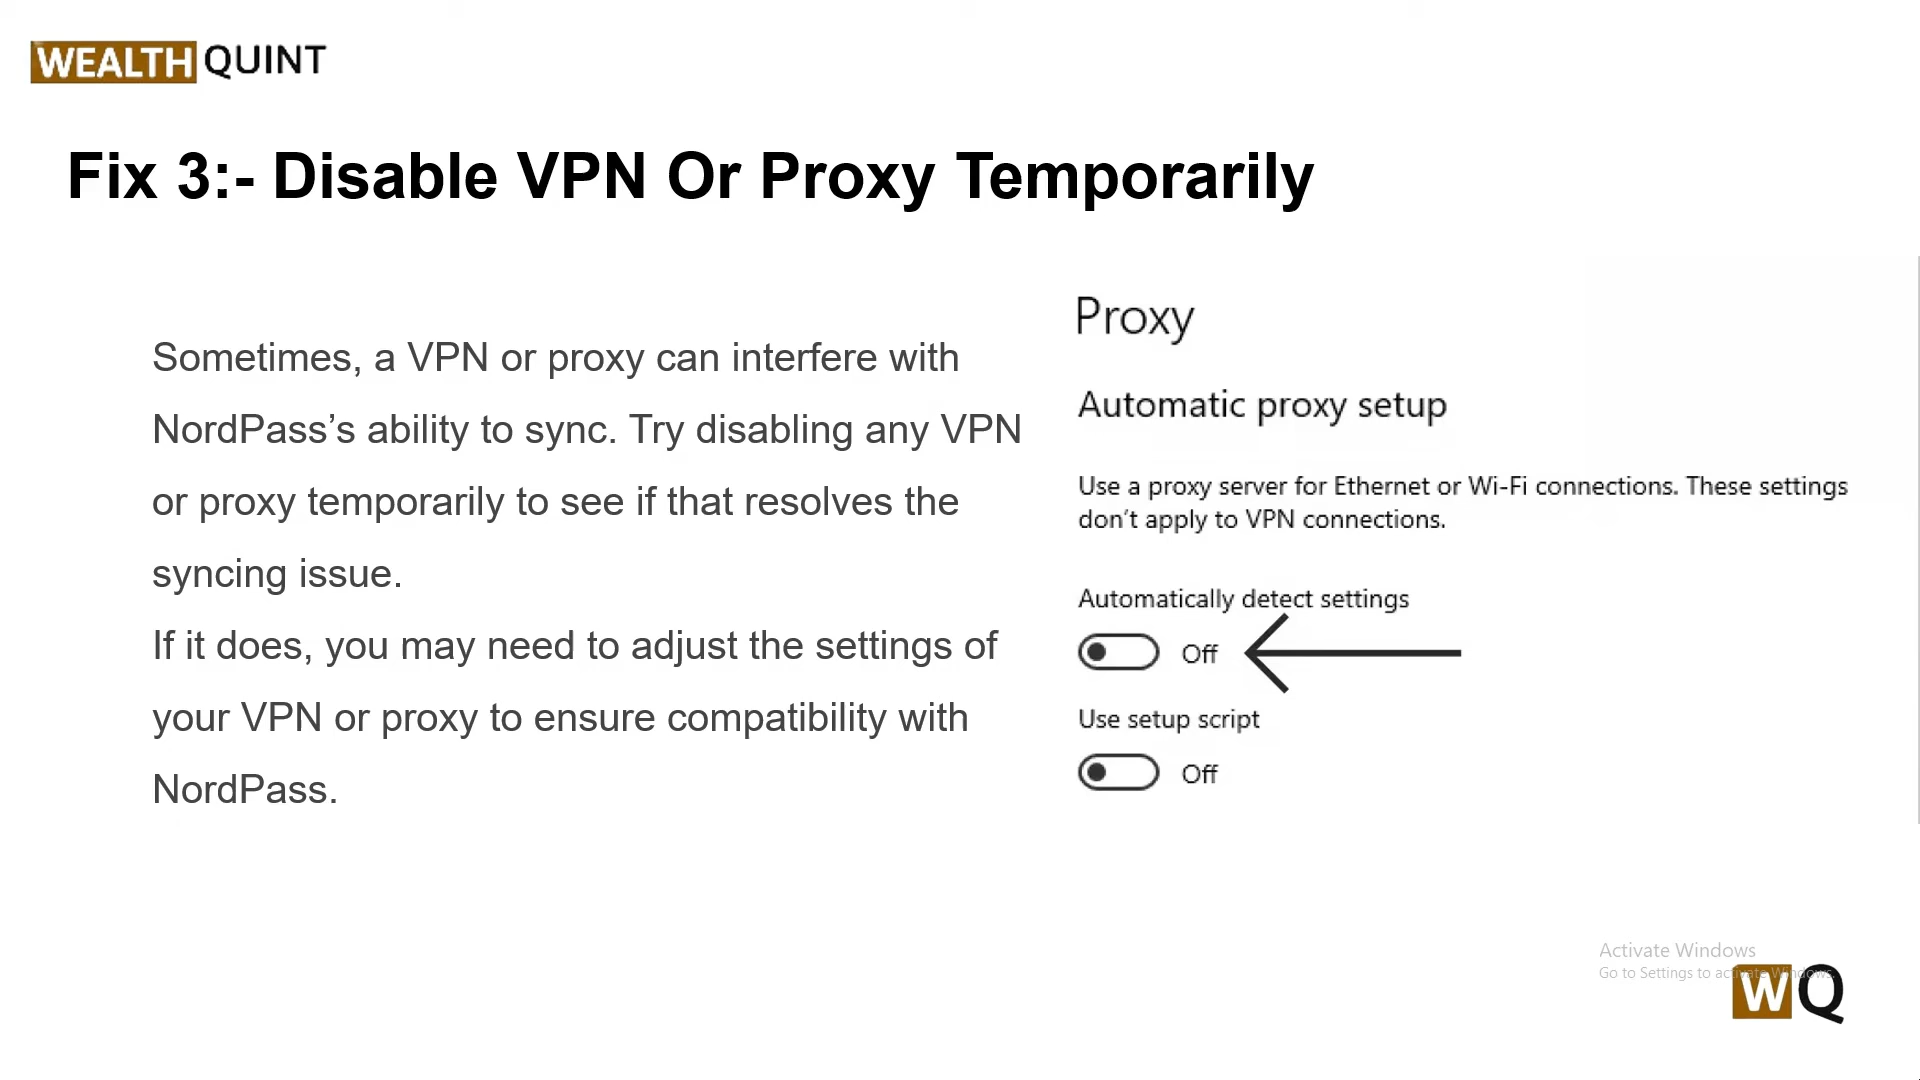 WEALTH QUINT
Fix 3:- Disable VPN Or Proxy Temporarily
Sometimes, a VPN or proxy can interfere with
NordPass’s ability to sync. Try disabling any VPN
or proxy temporarily to see if that resolves the
syncing issue.
If it does, you may need to adjust the settings of
your VPN or proxy to ensure compatibility with
NordPass.
Proxy
Automatic proxy setup
Use a proxy server for Ethernet or Wi-Fi connections. These settings
don’t apply to VPN connections.
Automatically detect settings
Off
Use setup script
Off
Activate Windows
Go to Settings to activate Windows.
WQ